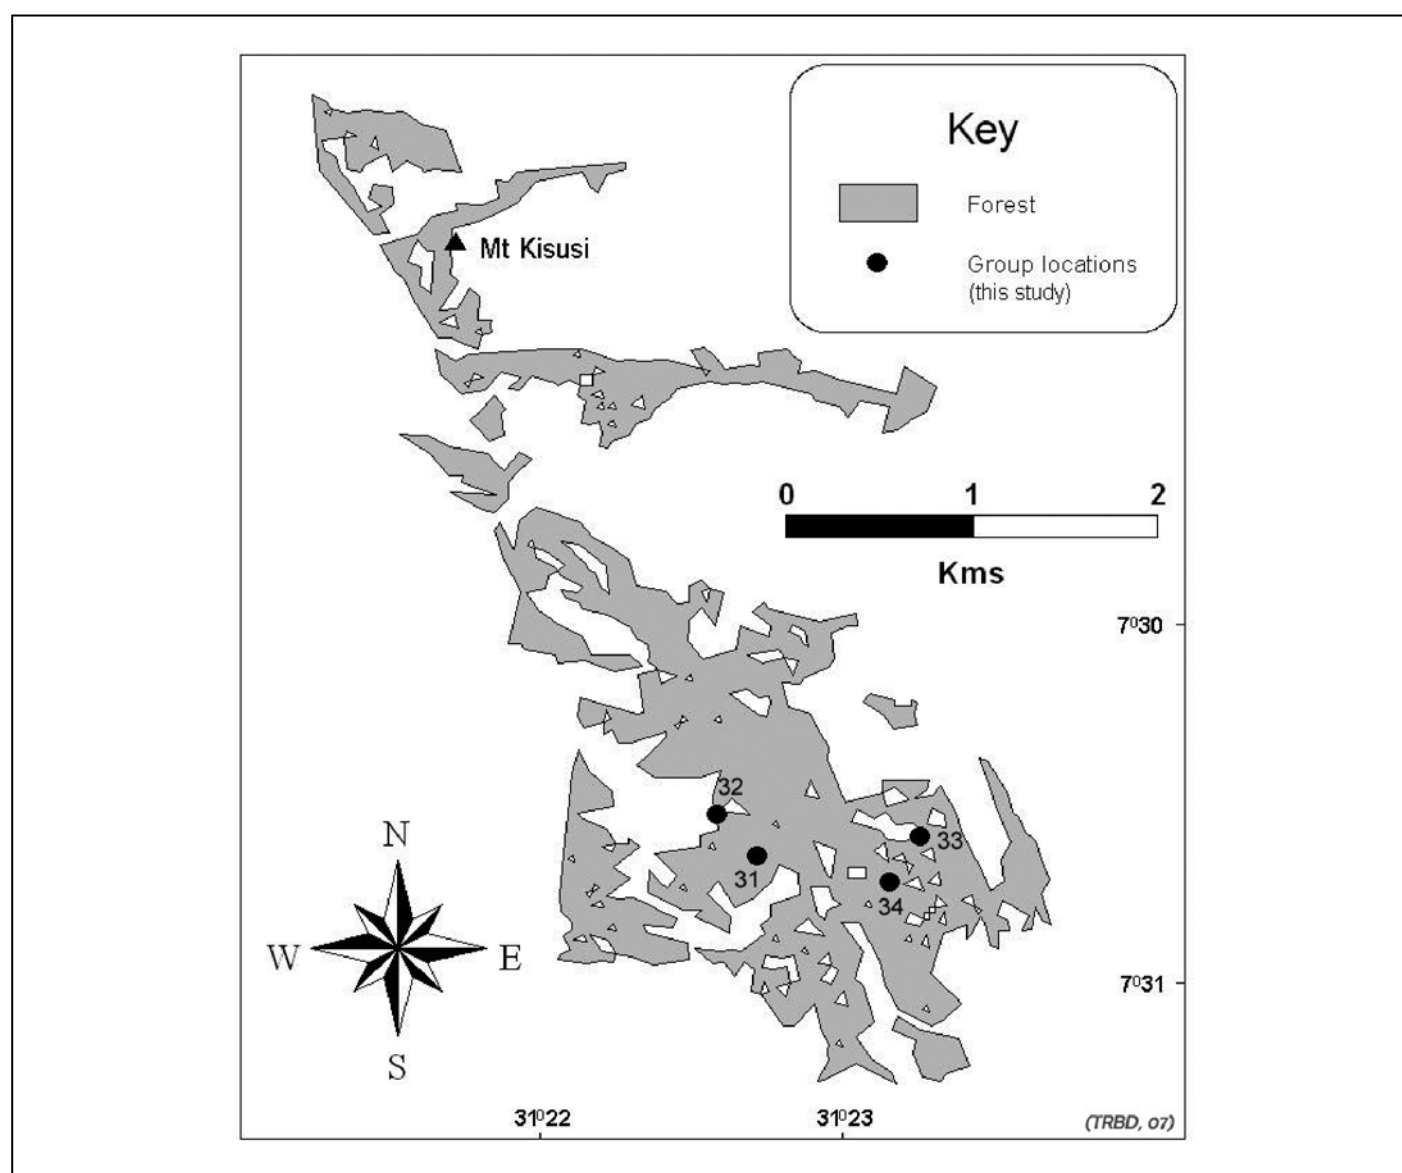 Key
Forest
Group locations
(this study)
Mt Kisusi
0 1 2
Kms
7⁰30
32
33
31
34
N
W E
S
7⁰31
31⁰22 31⁰23
(TRBD, 07)